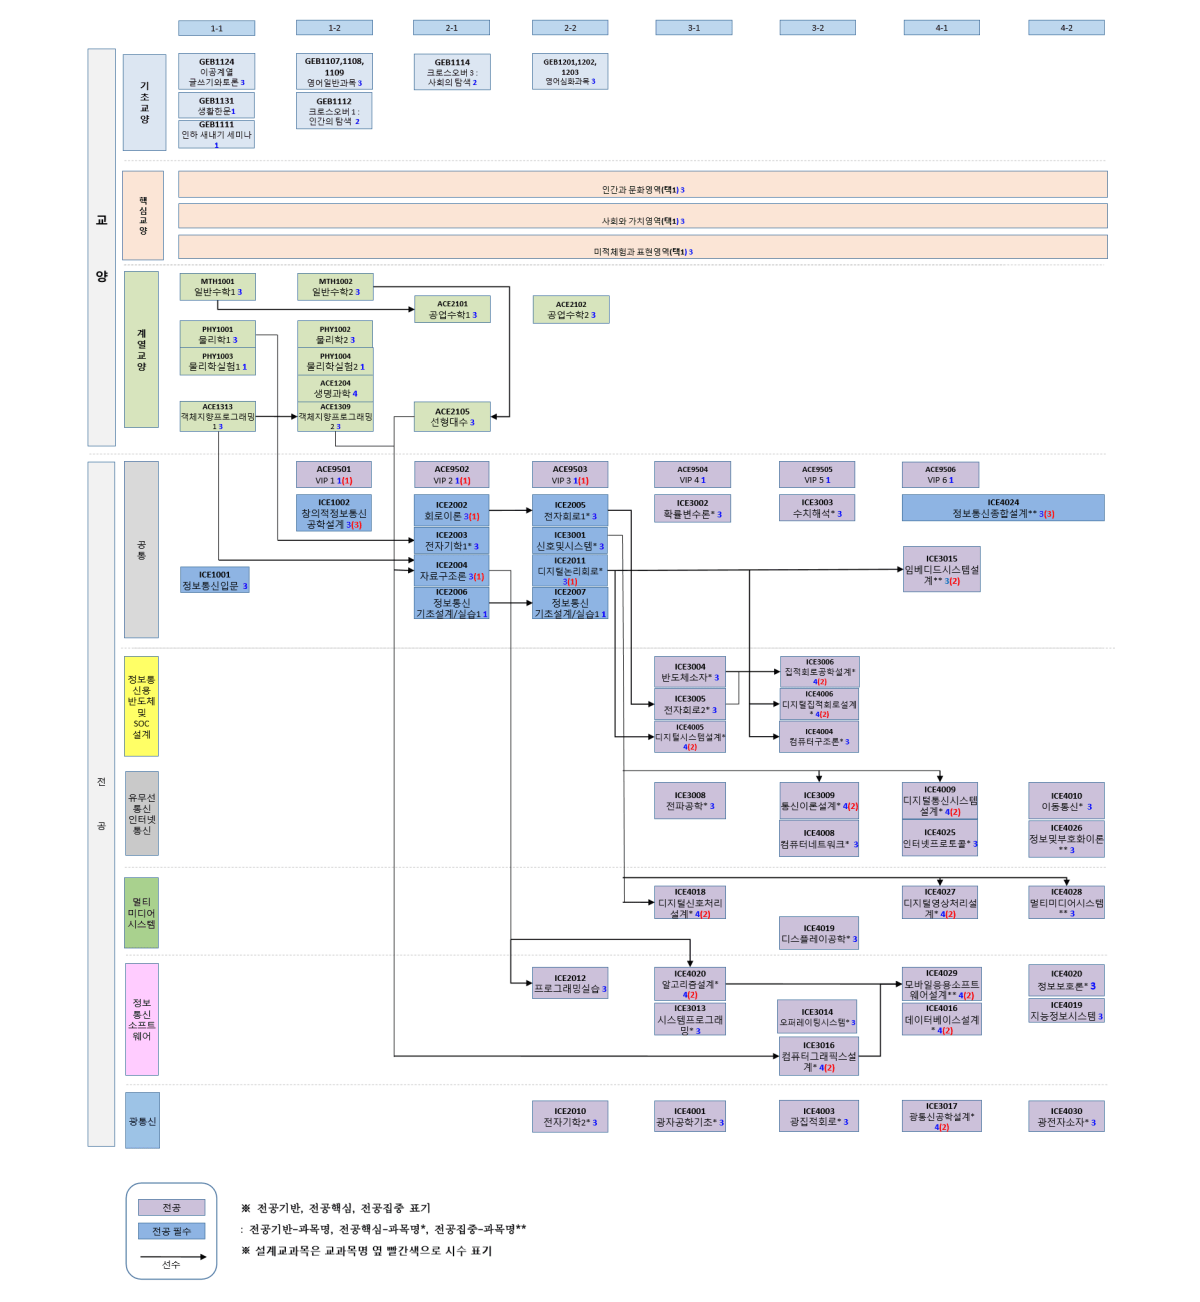 1-1
1-2
2-1
2-2
3-1
3-2
4-1
4-2
교
양
기
초
교
양
GEB1124
이공계열
글쓰기와토론 3
GEB1131
생활한문1
GEB1111
인하 새내기 세미나
1
GEB1107,1108,
1109
영어일반과목 3
GEB1112
크로스오버 1 :
인간의 탐색 2
GEB1114
크로스오버 3 :
사회의 탐색 2
GEB1201,1202,
1203
영어심화과목 3
핵
심
교
양
인간과 문화영역(택1) 3
사회와 가치영역(택1) 3
미적체험과 표현영역(택1) 3
계
열
교
양
MTH1001
일반수학1 3
MTH1002
일반수학2 3
ACE2101
공업수학1 3
ACE2102
공업수학2 3
PHY1001
물리학1 3
PHY1002
물리학2 3
PHY1003
물리학실험1 1
PHY1004
물리학실험2 1
ACE1204
생명과학 4
ACE1313
객체지향프로그래밍
1 3
ACE1309
객체지향프로그래밍
2 3
ACE2105
선형대수 3
전
공
공
통
ACE9501
VIP 1 1(1)
ACE9502
VIP 2 1(1)
ACE9503
VIP 3 1(1)
ACE9504
VIP 4 1
ACE9505
VIP 5 1
ACE9506
VIP 6 1
ICE1002
창의적정보통신
공학설계 3(3)
ICE2002
회로이론 3(1)
ICE2005
전자회로1* 3
ICE3002
확률변수론* 3
ICE3003
수치해석* 3
ICE4024
정보통신종합설계** 3(3)
ICE2003
전자기학1* 3
ICE3001
신호및시스템* 3
ICE1001
정보통신입문 3
ICE2004
자료구조론 3(1)
ICE2011
디지털논리회로*
3(1)
ICE3015
임베디드시스템설
계** 3(2)
ICE2006
정보통신
기초설계/실습1 1
ICE2007
정보통신
기초설계/실습1 1
정보통
신용
반도체
및
SOC
설계
ICE3004
반도체소자* 3
ICE3006
집적회로공학설계*
4(2)
ICE3005
전자회로2* 3
ICE4006
디지털집적회로설계
* 4(2)
ICE4005
디지털시스템설계*
4(2)
ICE4004
컴퓨터구조론* 3
유무선
통신
인터넷
통신
ICE3008
전파공학* 3
ICE3009
통신이론설계* 4(2)
ICE4009
디지털통신시스템
설계* 4(2)
ICE4010
이동통신* 3
ICE4008
컴퓨터네트워크* 3
ICE4025
인터넷프로토콜* 3
ICE4026
정보및부호화이론
** 3
멀티
미디어
시스템
ICE4018
디지털신호처리
설계* 4(2)
ICE4027
디지털영상처리설
계* 4(2)
ICE4028
멀티미디어시스템
** 3
ICE4019
디스플레이공학* 3
정보
통신
소프트
웨어
ICE2012
프로그래밍실습 3
ICE4020
알고리즘설계*
4(2)
ICE4029
모바일응용소프트
웨어설계** 4(2)
ICE4020
정보보호론* 3
ICE3013
시스템프로그래
밍* 3
ICE3014
오퍼레이팅시스템* 3
ICE4016
데이터베이스설계
* 4(2)
ICE4019
지능정보시스템 3
ICE3016
컴퓨터그래픽스설
계* 4(2)
광통신
ICE2010
전자기학2* 3
ICE4001
광자공학기초* 3
ICE4003
광집적회로* 3
ICE3017
광통신공학설계*
4(2)
ICE4030
광전자소자* 3
전공
전공 필수
선수
※ 전공기반, 전공핵심, 전공집중 표기
: 전공기반-과목명, 전공핵심-과목명*, 전공집중-과목명**
※ 설계교과목은 교과목명 옆 빨간색으로 시수 표기